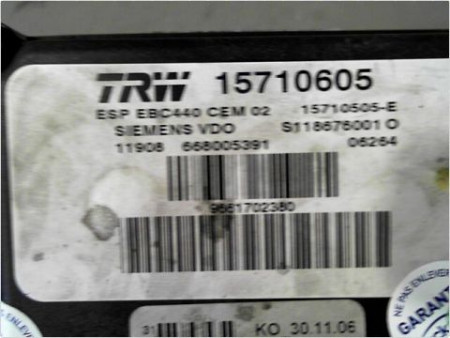 TRW 15710605
ESP EBC440 CEM 02 15710505-E
SIEMENS VDO S118676001 O
11908 668005391 06264
9661702380
31 KO 30.11.06
NE PAS ENLEVER
GARANT